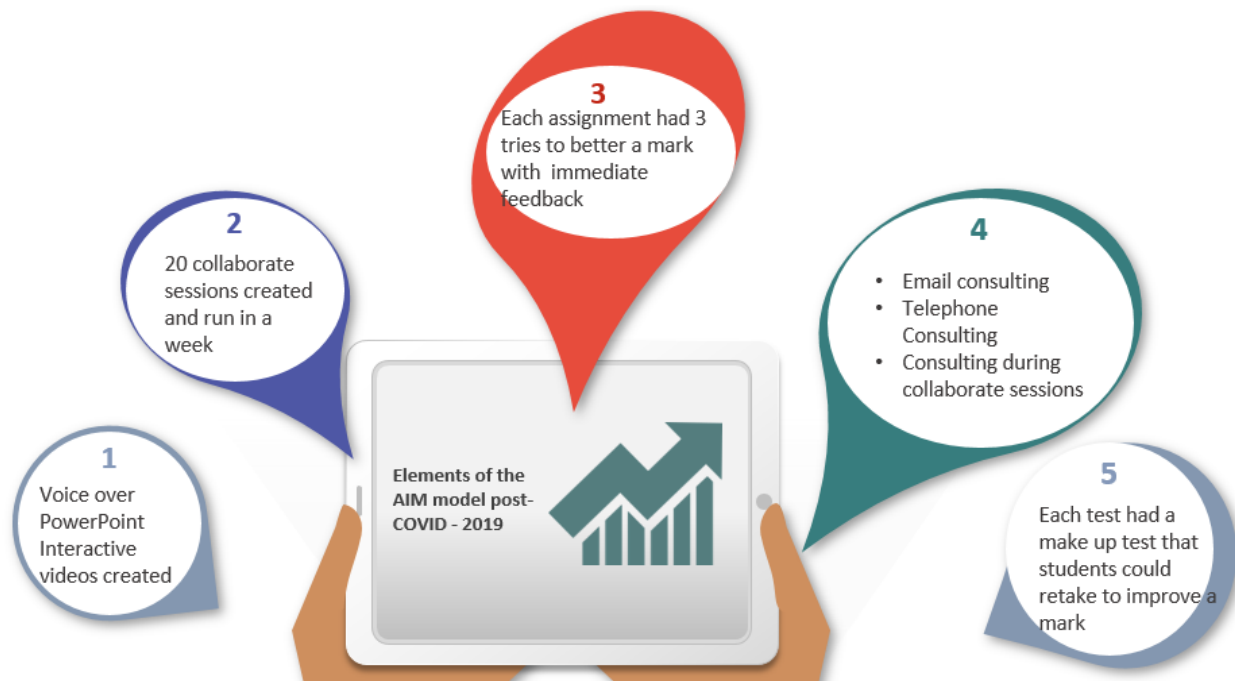 1
Voice over
PowerPoint
Interactive
videos created
2
20 collaborate
sessions created
and run in a
week
3
Each assignment had 3
tries to better a mark
with immediate
feedback
4
• Email consulting
• Telephone
Consulting
• Consulting during
collaborate sessions
5
Each test had a
make up test that
students could
retake to improve a
mark
Elements of the
AIM model post-
COVID - 2019